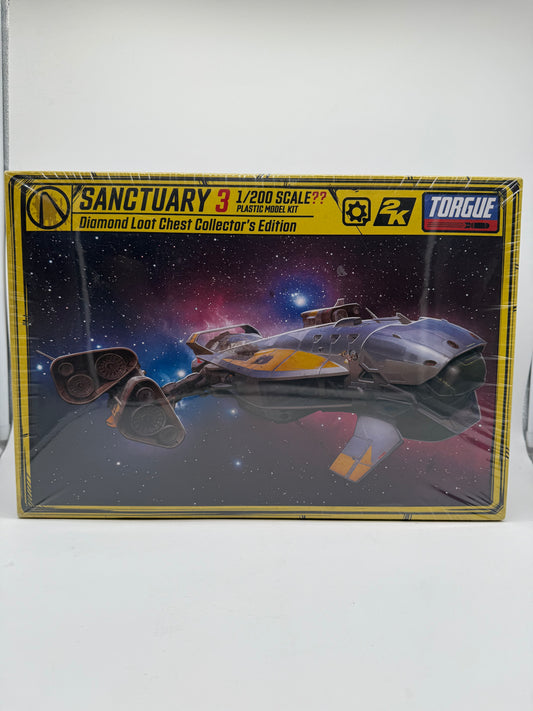 SANCTUARY 3 1/200 SCALE??
PLASTIC MODEL KIT
Diamond Loot Chest Collector's Edition
2K
TORGUE